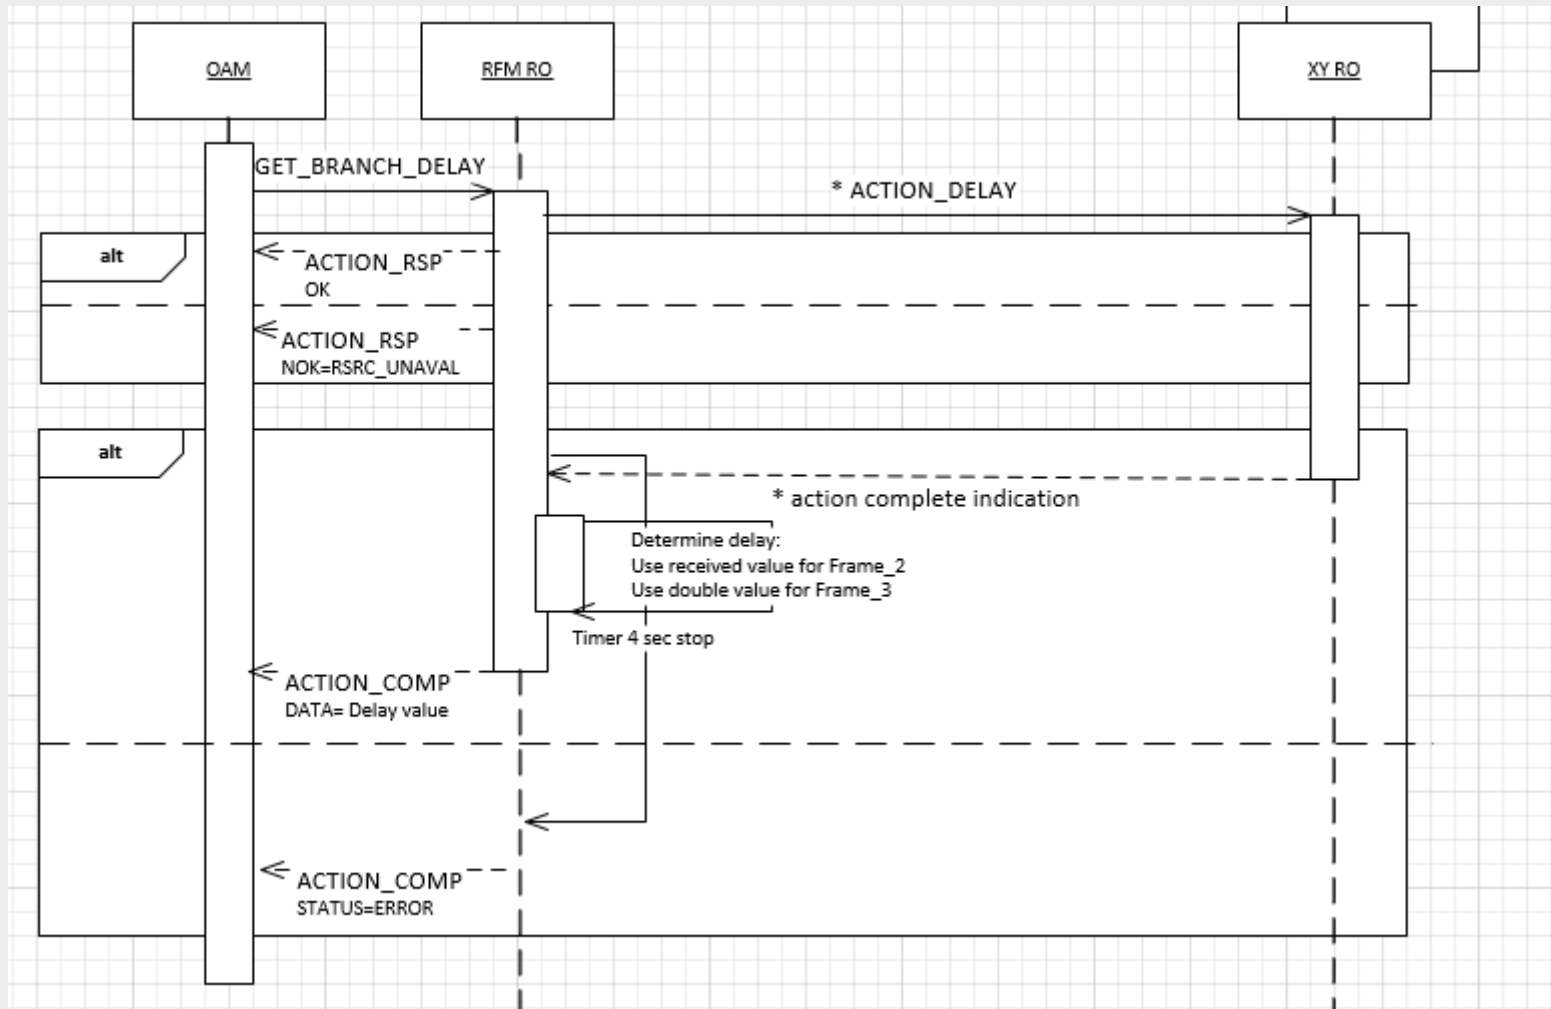 OAM
RFM RO
XY RO
GET_BRANCH_DELAY
* ACTION_DELAY
alt
ACTION_RSP
OK
ACTION_RSP
NOK=RSRC_UNAVAL
alt
* action complete indication
Determine delay:
Use received value for Frame_2
Use double value for Frame_3
Timer 4 sec stop
ACTION_COMP
DATA= Delay value
ACTION_COMP
STATUS=ERROR